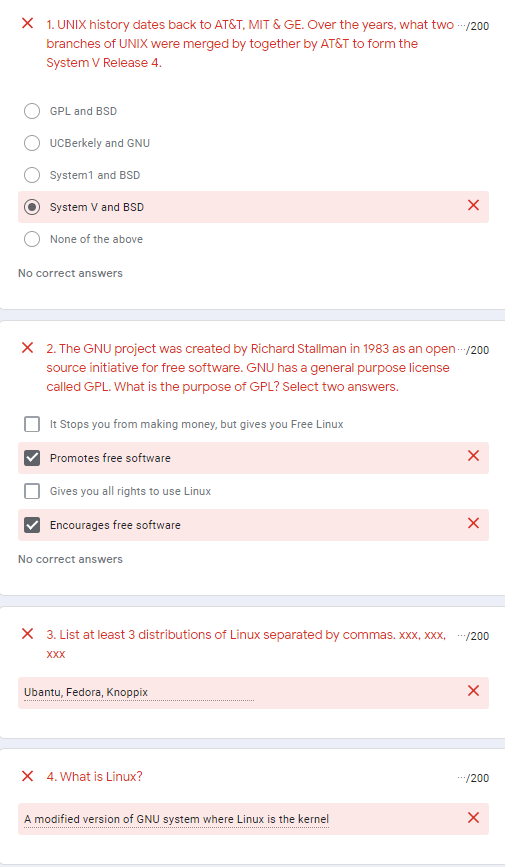 1. UNIX history dates back to AT&T, MIT & GE. Over the years, what two ···/200
branches of UNIX were merged by together by AT&T to form the
System V Release 4.
GPL and BSD
UCBerkely and GNU
System1 and BSD
System V and BSD
None of the above
No correct answers
2. The GNU project was created by Richard Stallman in 1983 as an open ···/200
source initiative for free software. GNU has a general purpose license
called GPL. What is the purpose of GPL? Select two answers.
It Stops you from making money, but gives you Free Linux
Promotes free software
Gives you all rights to use Linux
Encourages free software
No correct answers
3. List at least 3 distributions of Linux separated by commas. xxx, xxx, ···/200
xxx
Ubantu, Fedora, Knoppix
4. What is Linux? ···/200
A modified version of GNU system where Linux is the kernel